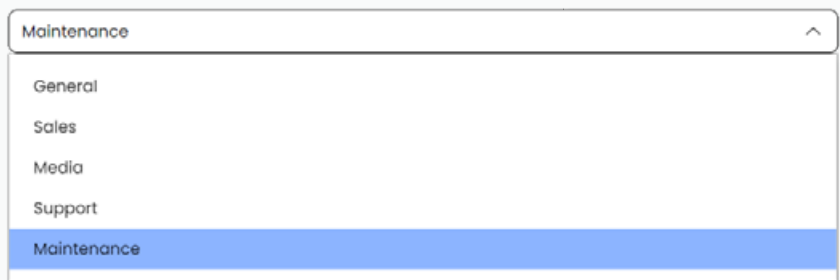 Maintenance
General
Sales
Media
Support
Maintenance